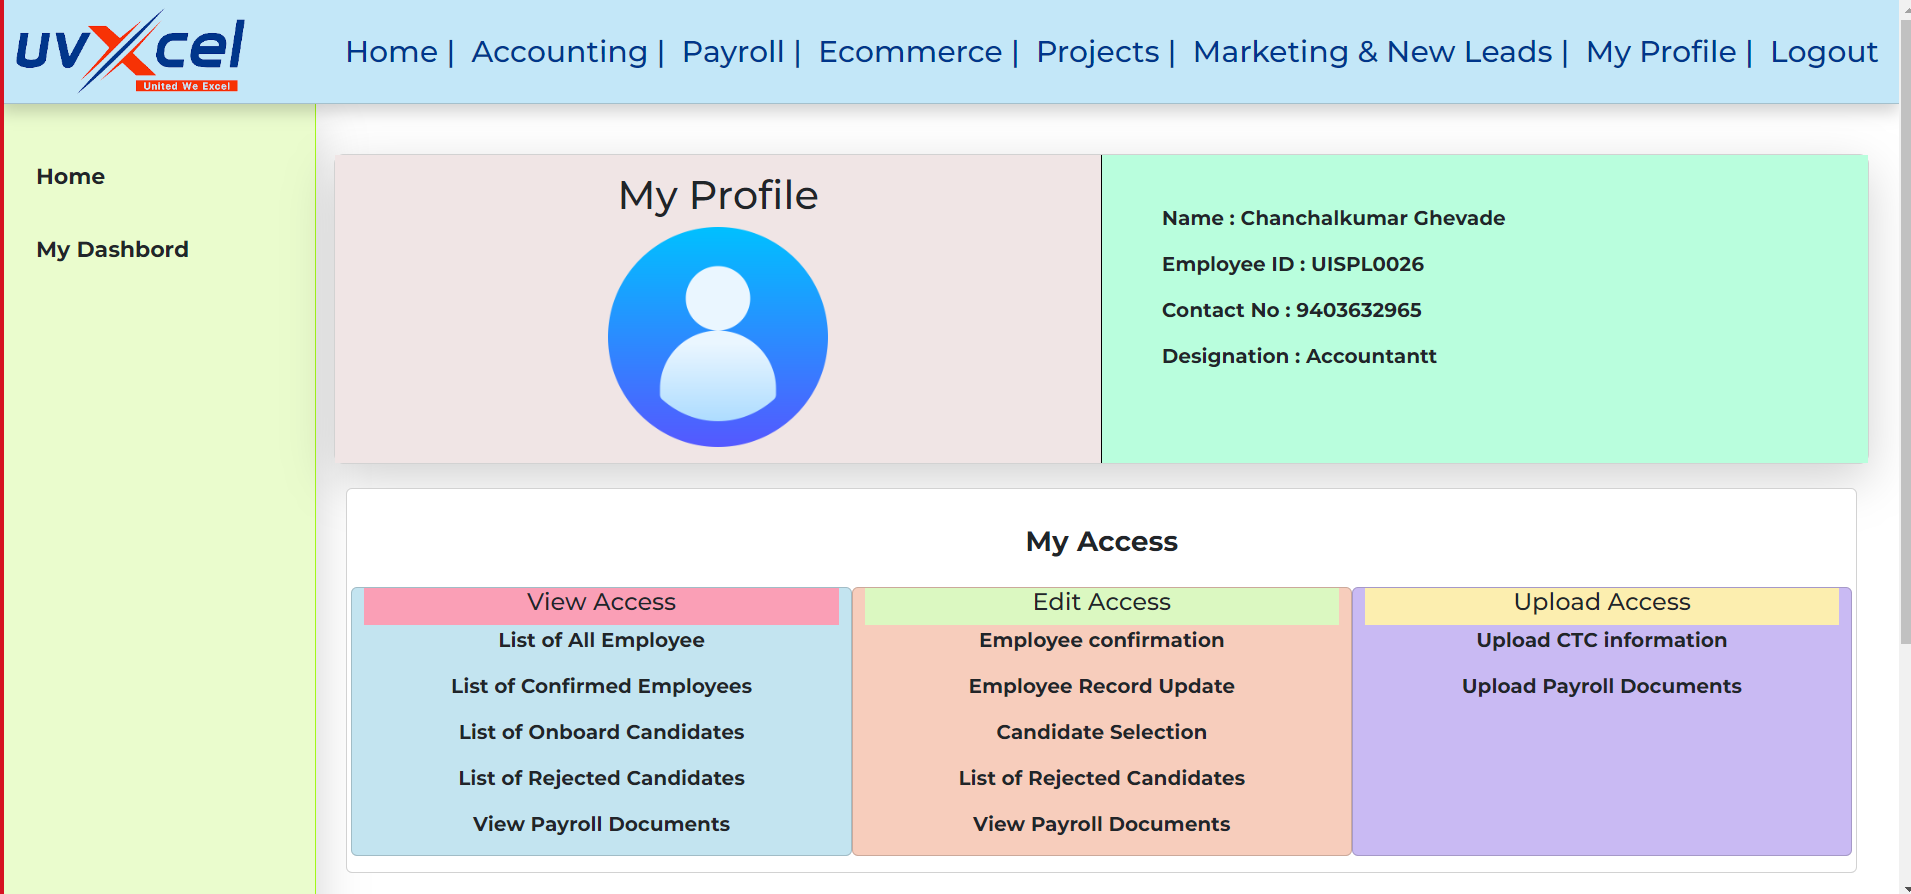 uvXcel
United We Excel
Home | Accounting | Payroll | Ecommerce | Projects | Marketing & New Leads | My Profile | Logout
Home
My Dashbord
My Profile
Name : Chanchalkumar Ghevade
Employee ID : UISPL0026
Contact No : 9403632965
Designation : Accountantt
My Access
View Access
List of All Employee
List of Confirmed Employees
List of Onboard Candidates
List of Rejected Candidates
View Payroll Documents
Edit Access
Employee confirmation
Employee Record Update
Candidate Selection
List of Rejected Candidates
View Payroll Documents
Upload Access
Upload CTC information
Upload Payroll Documents